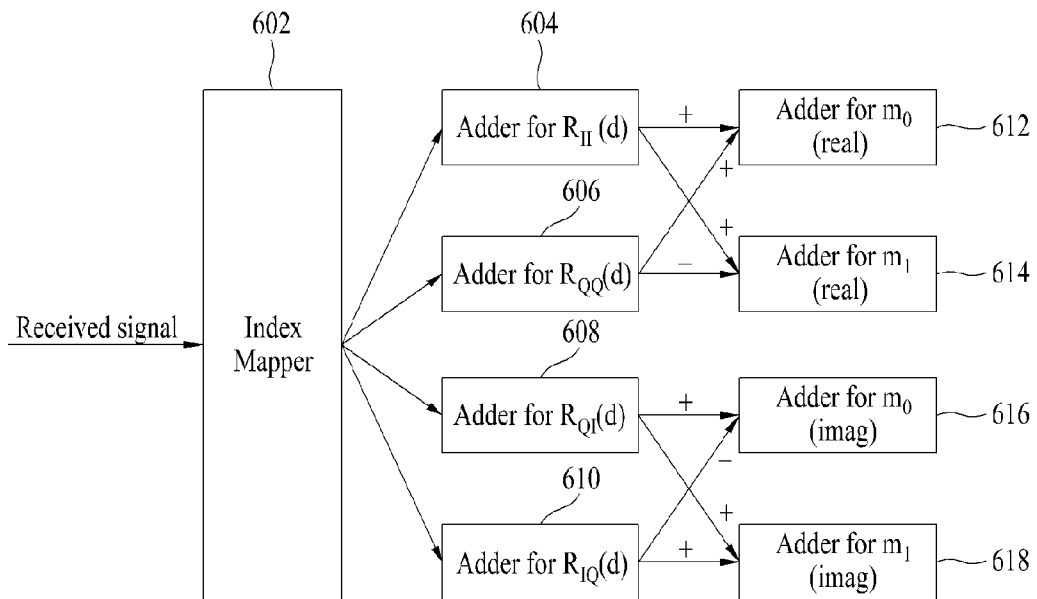 602
604
Adder for R_II (d)
+
Adder for m_0
(real)
612
+
606
+
Adder for R_QQ(d)
−
Adder for m_1
(real)
614
Received signal
Index
Mapper
608
Adder for R_QI(d)
+
Adder for m_0
(imag)
616
−
610
+
Adder for R_IQ(d)
+
Adder for m_1
(imag)
618